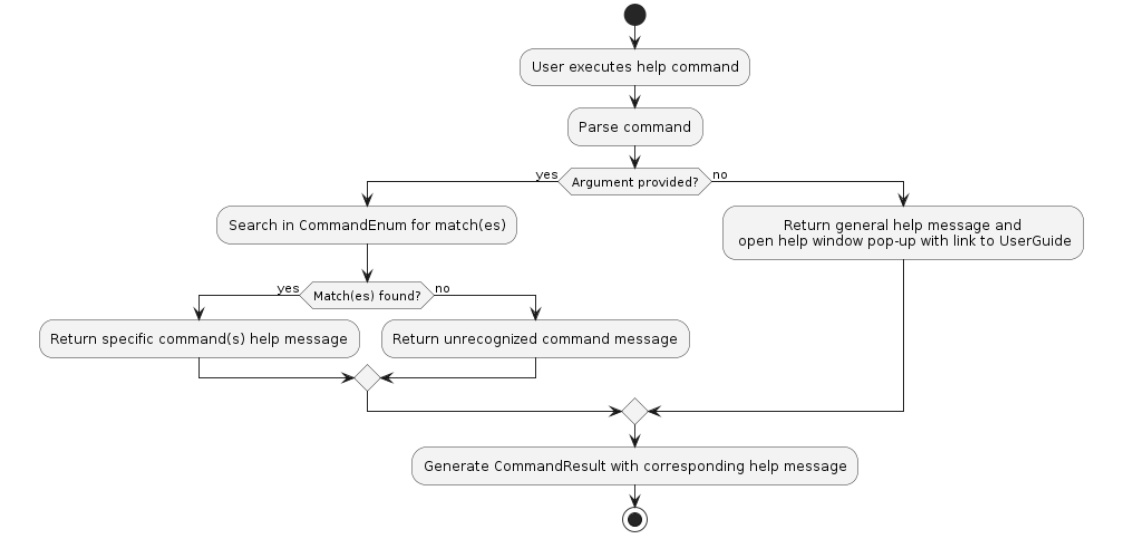 User executes help command
Parse command
yes
Argument provided?
no
Search in CommandEnum for match(es)
Return general help message and
open help window pop-up with link to UserGuide
yes
Match(es) found?
no
Return specific command(s) help message
Return unrecognized command message
Generate CommandResult with corresponding help message